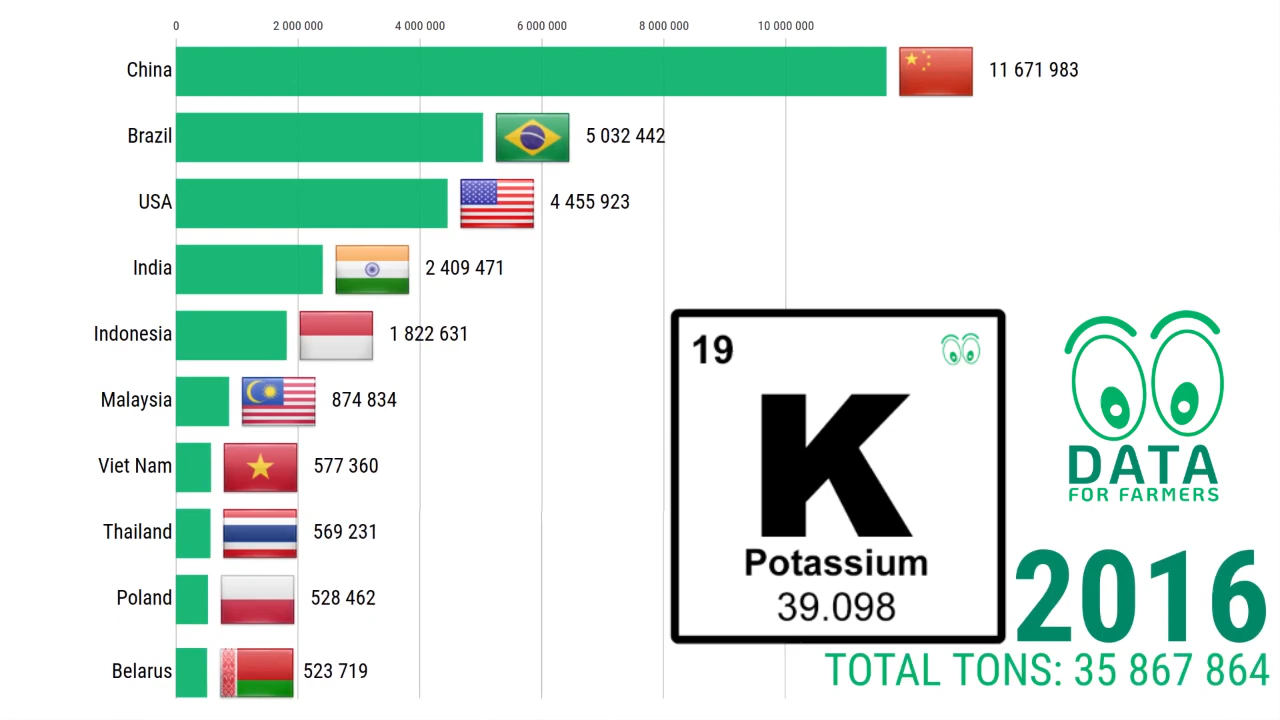 0 2 000 000 4 000 000 6 000 000 8 000 000 10 000 000
China 11 671 983
Brazil 5 032 442
USA 4 455 923
India 2 409 471
Indonesia 1 822 631
Malaysia 874 834
Viet Nam 577 360
Thailand 569 231
Poland 528 462
Belarus 523 719
19
K
Potassium
39.098
DATA
FOR FARMERS
2016
TOTAL TONS: 35 867 864